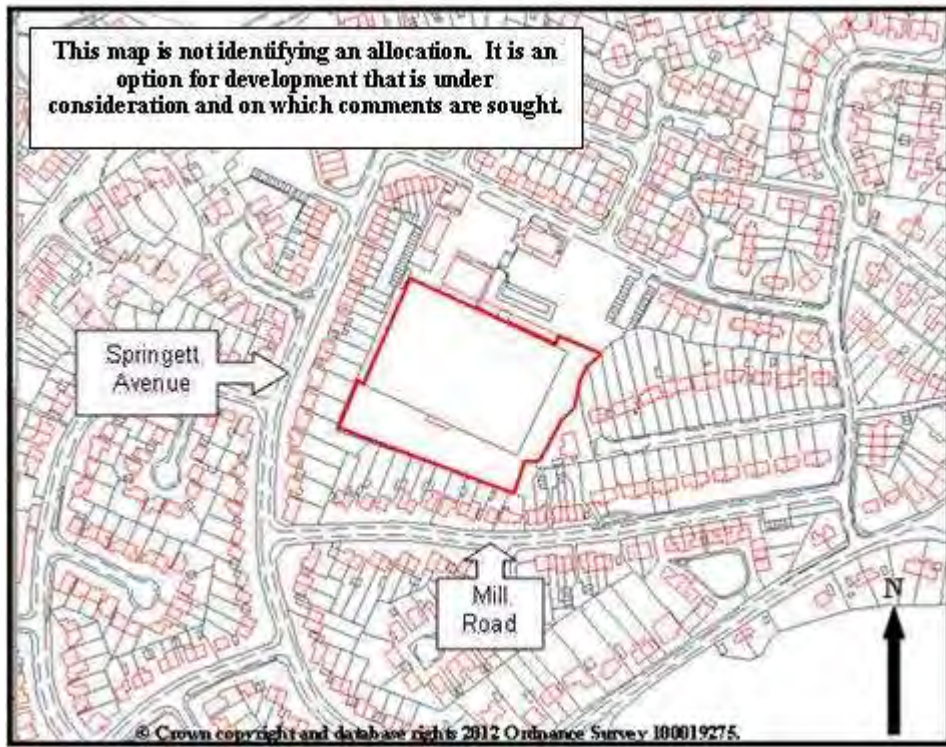 This map is not identifying an allocation. It is an
option for development that is under
consideration and on which comments are sought.
Springett
Avenue
Mill
Road
N
© Crown copyright and database rights 2012 Ordnance Survey 100019275.